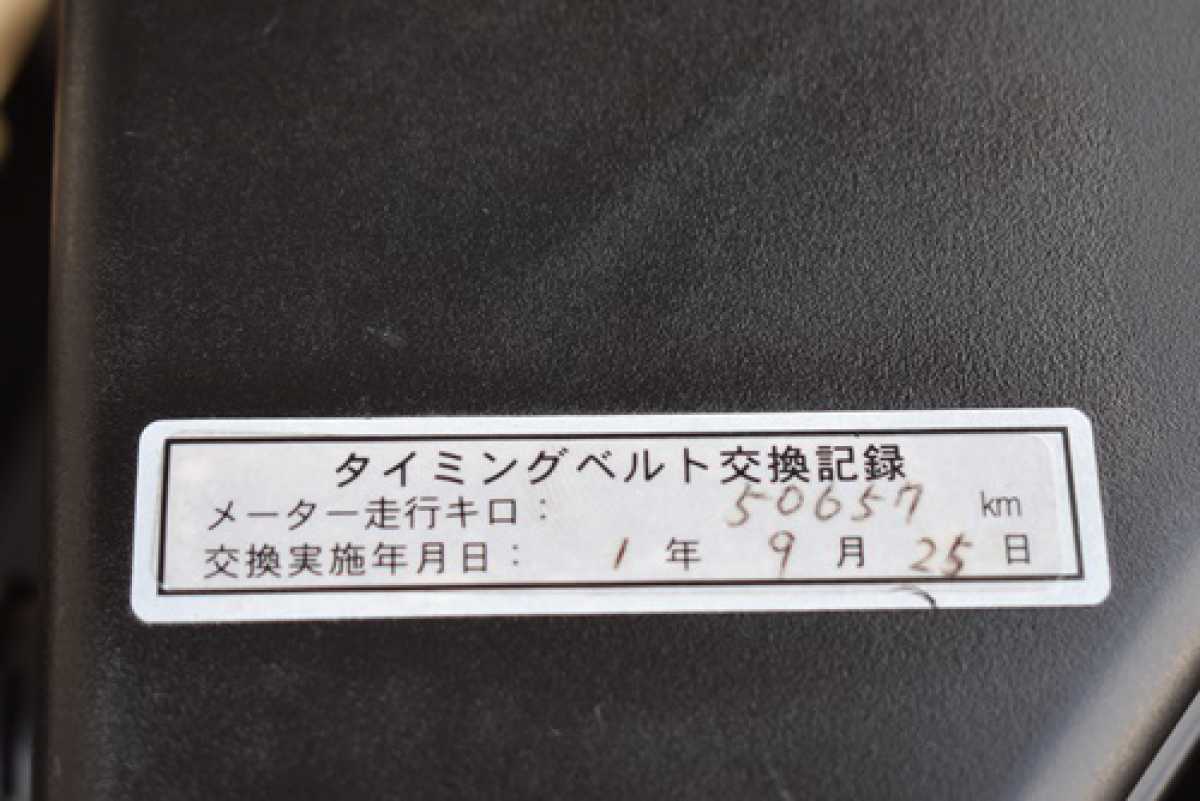 タイミングベルト交換記録
メーター走行キロ： 50657 km
交換実施年月日： 1 年 9 月 25 日